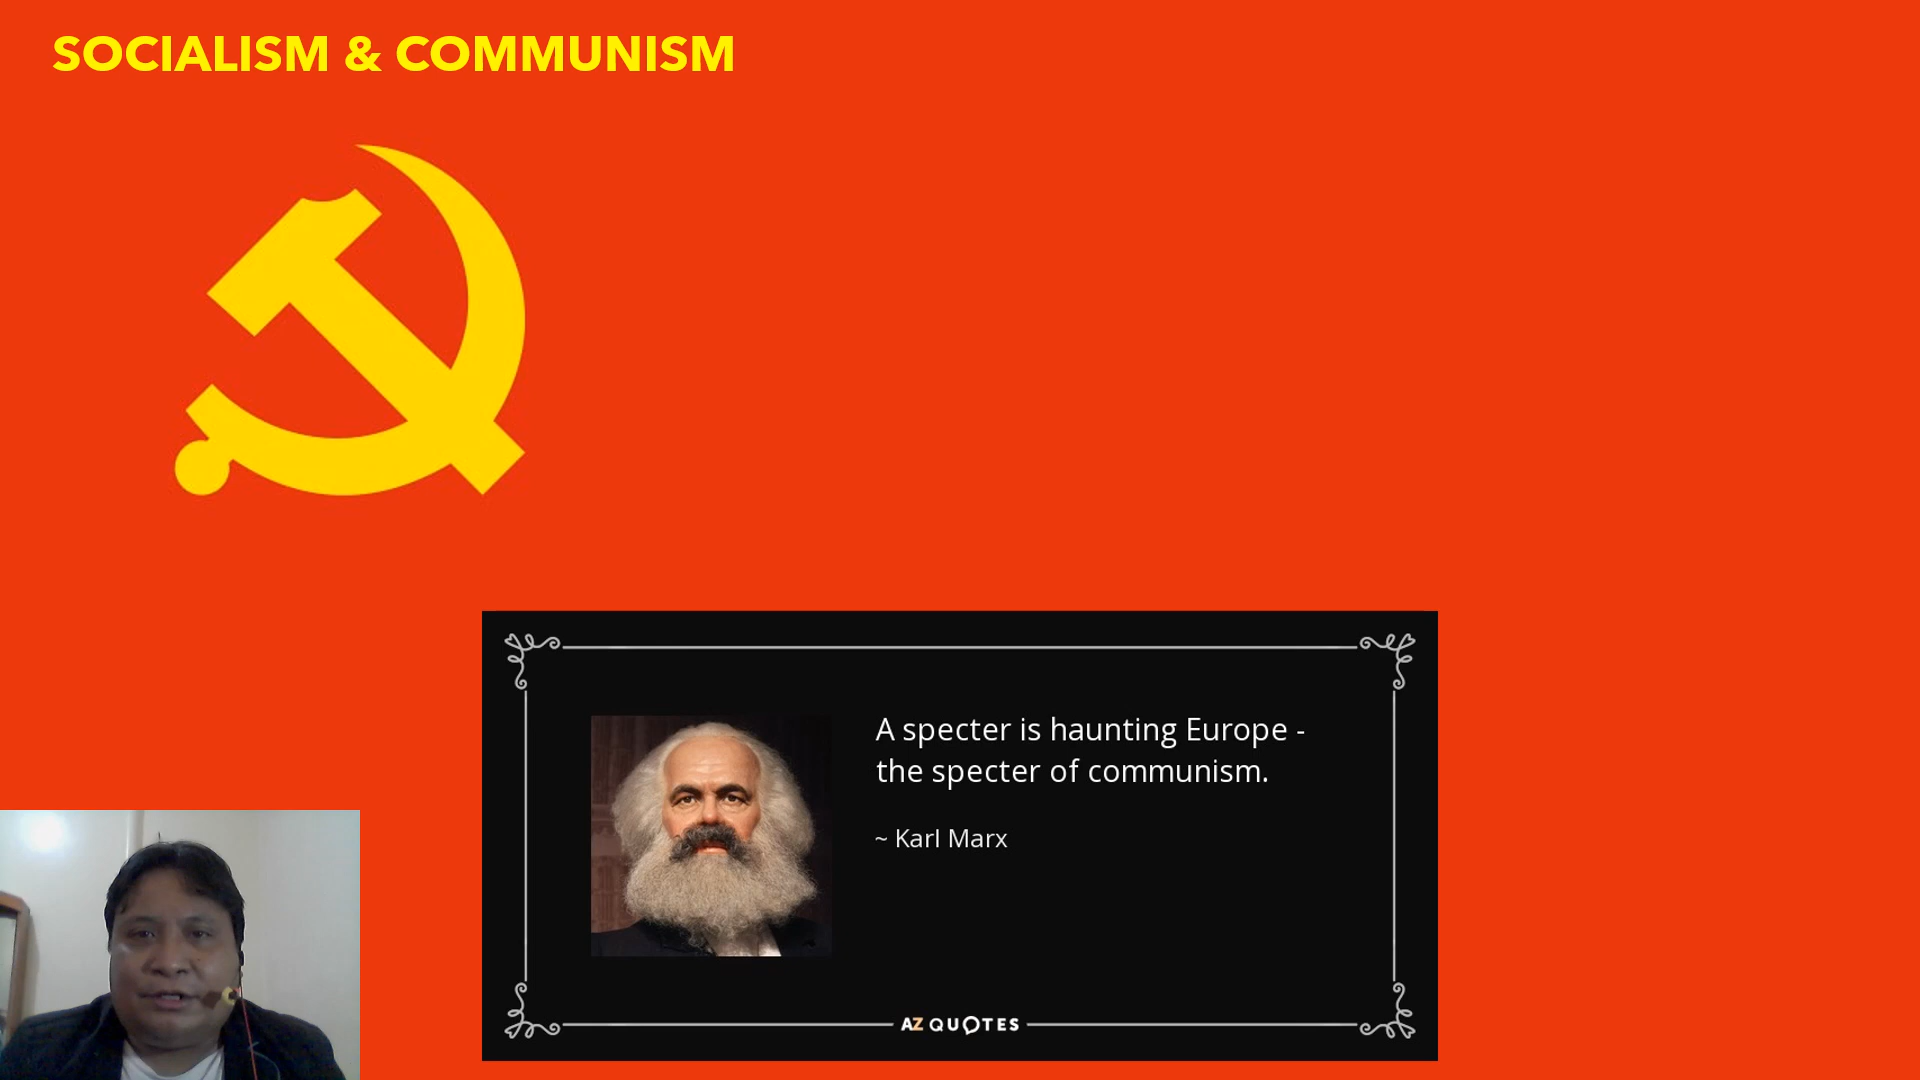 SOCIALISM & COMMUNISM
A specter is haunting Europe -
the specter of communism.
~ Karl Marx
AZ QUOTES